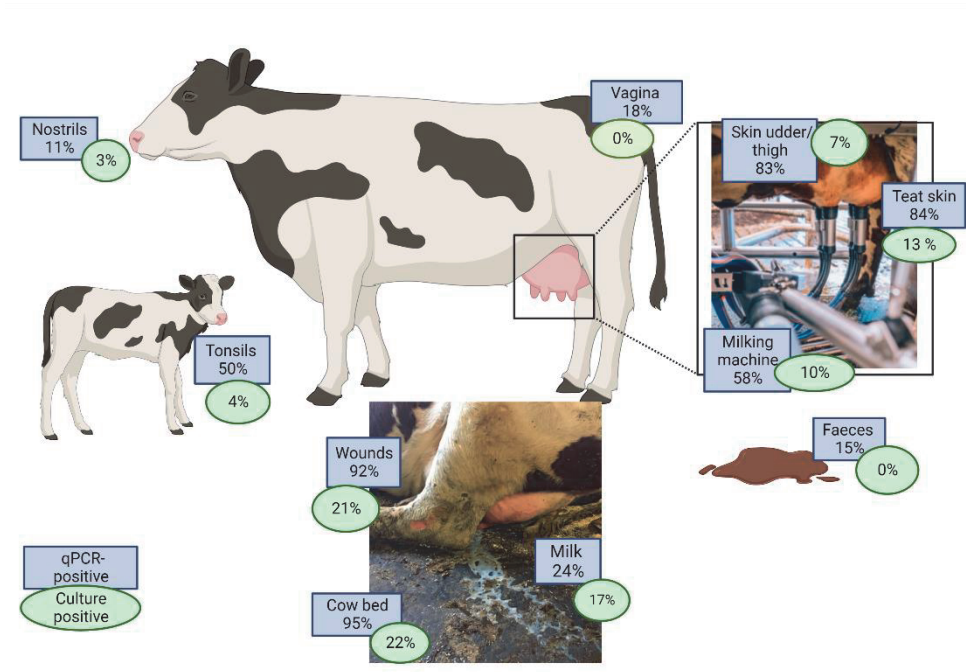 Vagina
18%
0%
Nostrils
11%
3%
Skin udder/
thigh
83%
7%
Teat skin
84%
13 %
Tonsils
50%
4%
Milking
machine
58%
10%
Wounds
92%
21%
Faeces
15%
0%
Milk
24%
17%
Cow bed
95%
22%
qPCR-
positive
Culture
positive